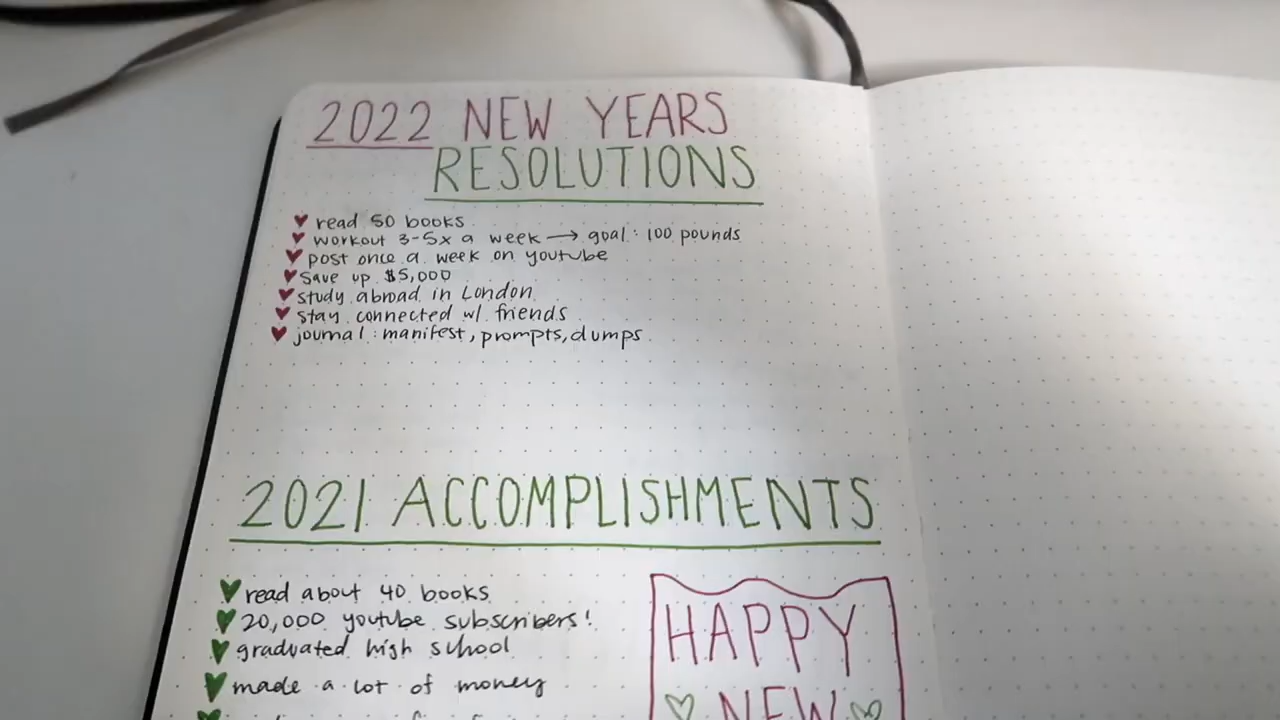 2022 NEW YEARS
RESOLUTIONS
read 50 books
workout 3-5x a week → goal: 100 pounds
post once a week on youtube
save up $5,000
study abroad in London
stay connected w/ friends
journal: manifest, prompts, dumps
2021 ACCOMPLISHMENTS
read about 40 books
20,000 youtube subscribers!
graduated high school
made a lot of money
HAPPY
NEW